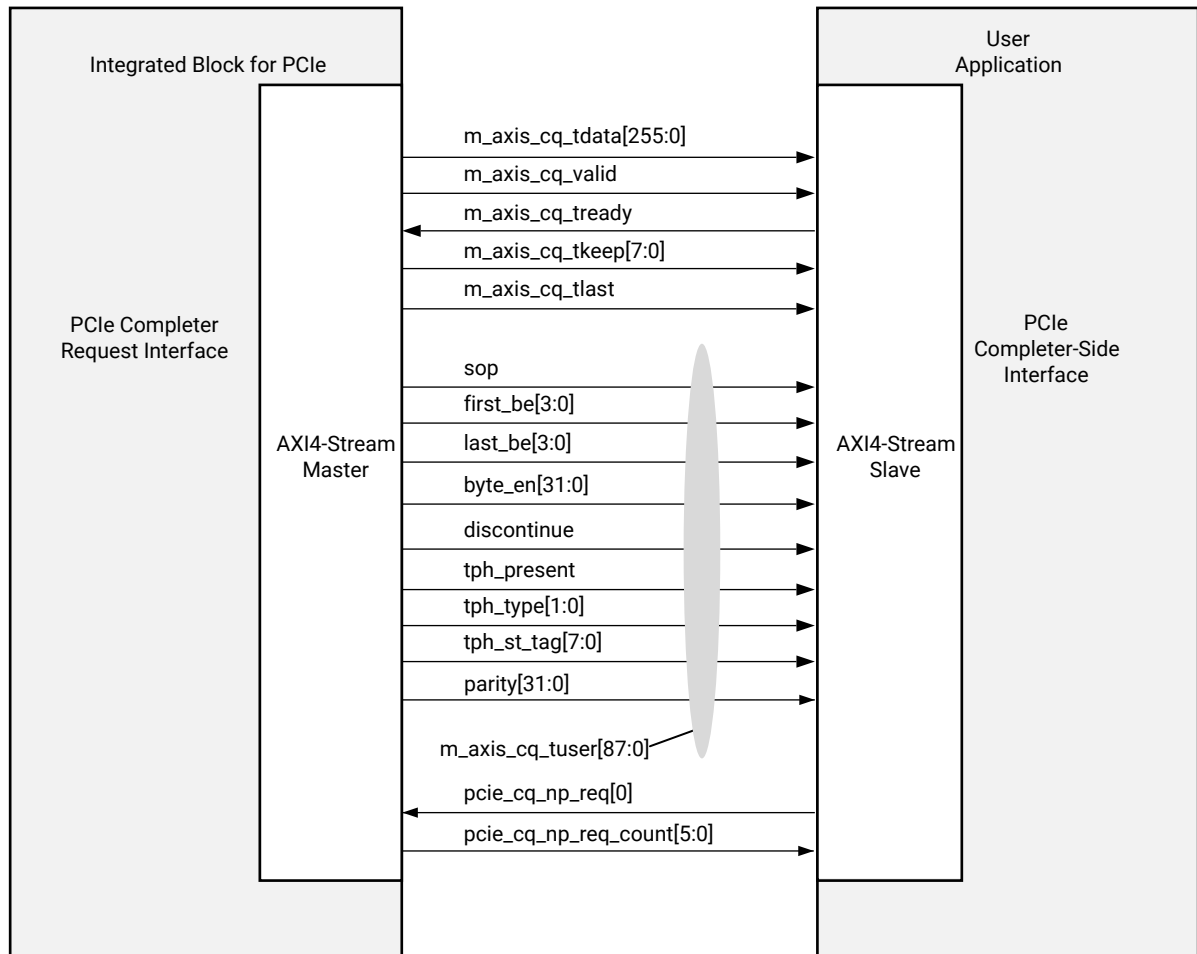 Integrated Block for PCIe
User
Application
m_axis_cq_tdata[255:0]
m_axis_cq_valid
m_axis_cq_tready
m_axis_cq_tkeep[7:0]
m_axis_cq_tlast
PCIe Completer
Request Interface
PCIe
Completer-Side
Interface
sop
first_be[3:0]
last_be[3:0]
byte_en[31:0]
discontinue
tph_present
tph_type[1:0]
tph_st_tag[7:0]
parity[31:0]
AXI4-Stream
Master
AXI4-Stream
Slave
m_axis_cq_tuser[87:0]
pcie_cq_np_req[0]
pcie_cq_np_req_count[5:0]